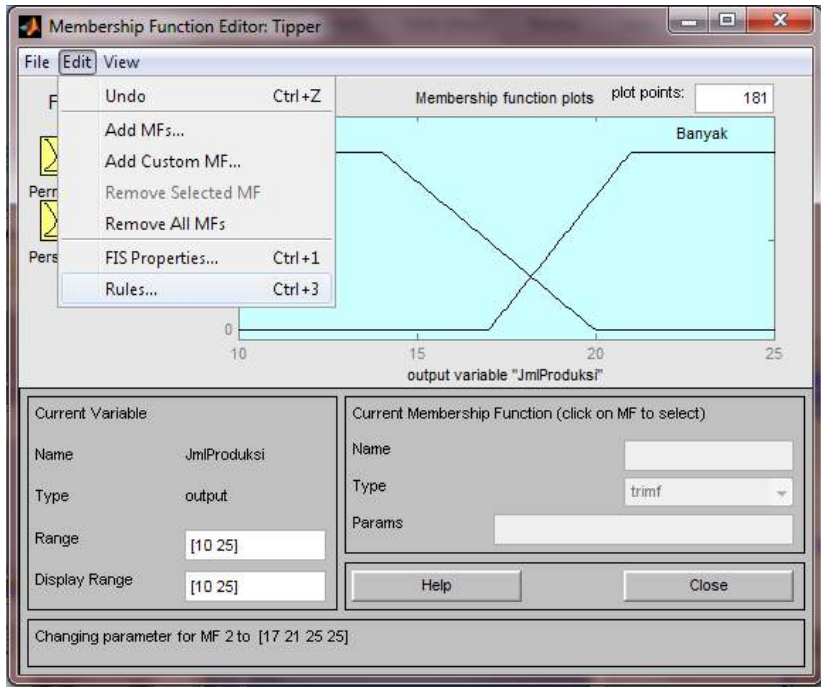 Membership Function Editor: Tipper
File Edit View
Undo Ctrl+Z
Add MFs...
Add Custom MF...
Remove Selected MF
Remove All MFs
FIS Properties... Ctrl+1
Rules... Ctrl+3
F
Perm
Pers
Membership function plots plot points: 181
Banyak
0
10 15 20 25
output variable "JmlProduksi"
Current Variable
Name JmlProduksi
Type output
Range [10 25]
Display Range [10 25]
Current Membership Function (click on MF to select)
Name
Type trimf
Params
Help Close
Changing parameter for MF 2 to [17 21 25 25]